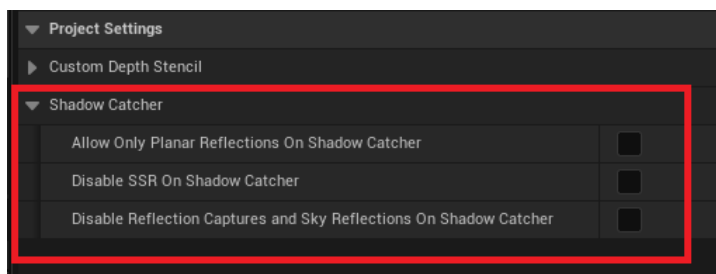 Project Settings
Custom Depth Stencil
Shadow Catcher
Allow Only Planar Reflections On Shadow Catcher
Disable SSR On Shadow Catcher
Disable Reflection Captures and Sky Reflections On Shadow Catcher